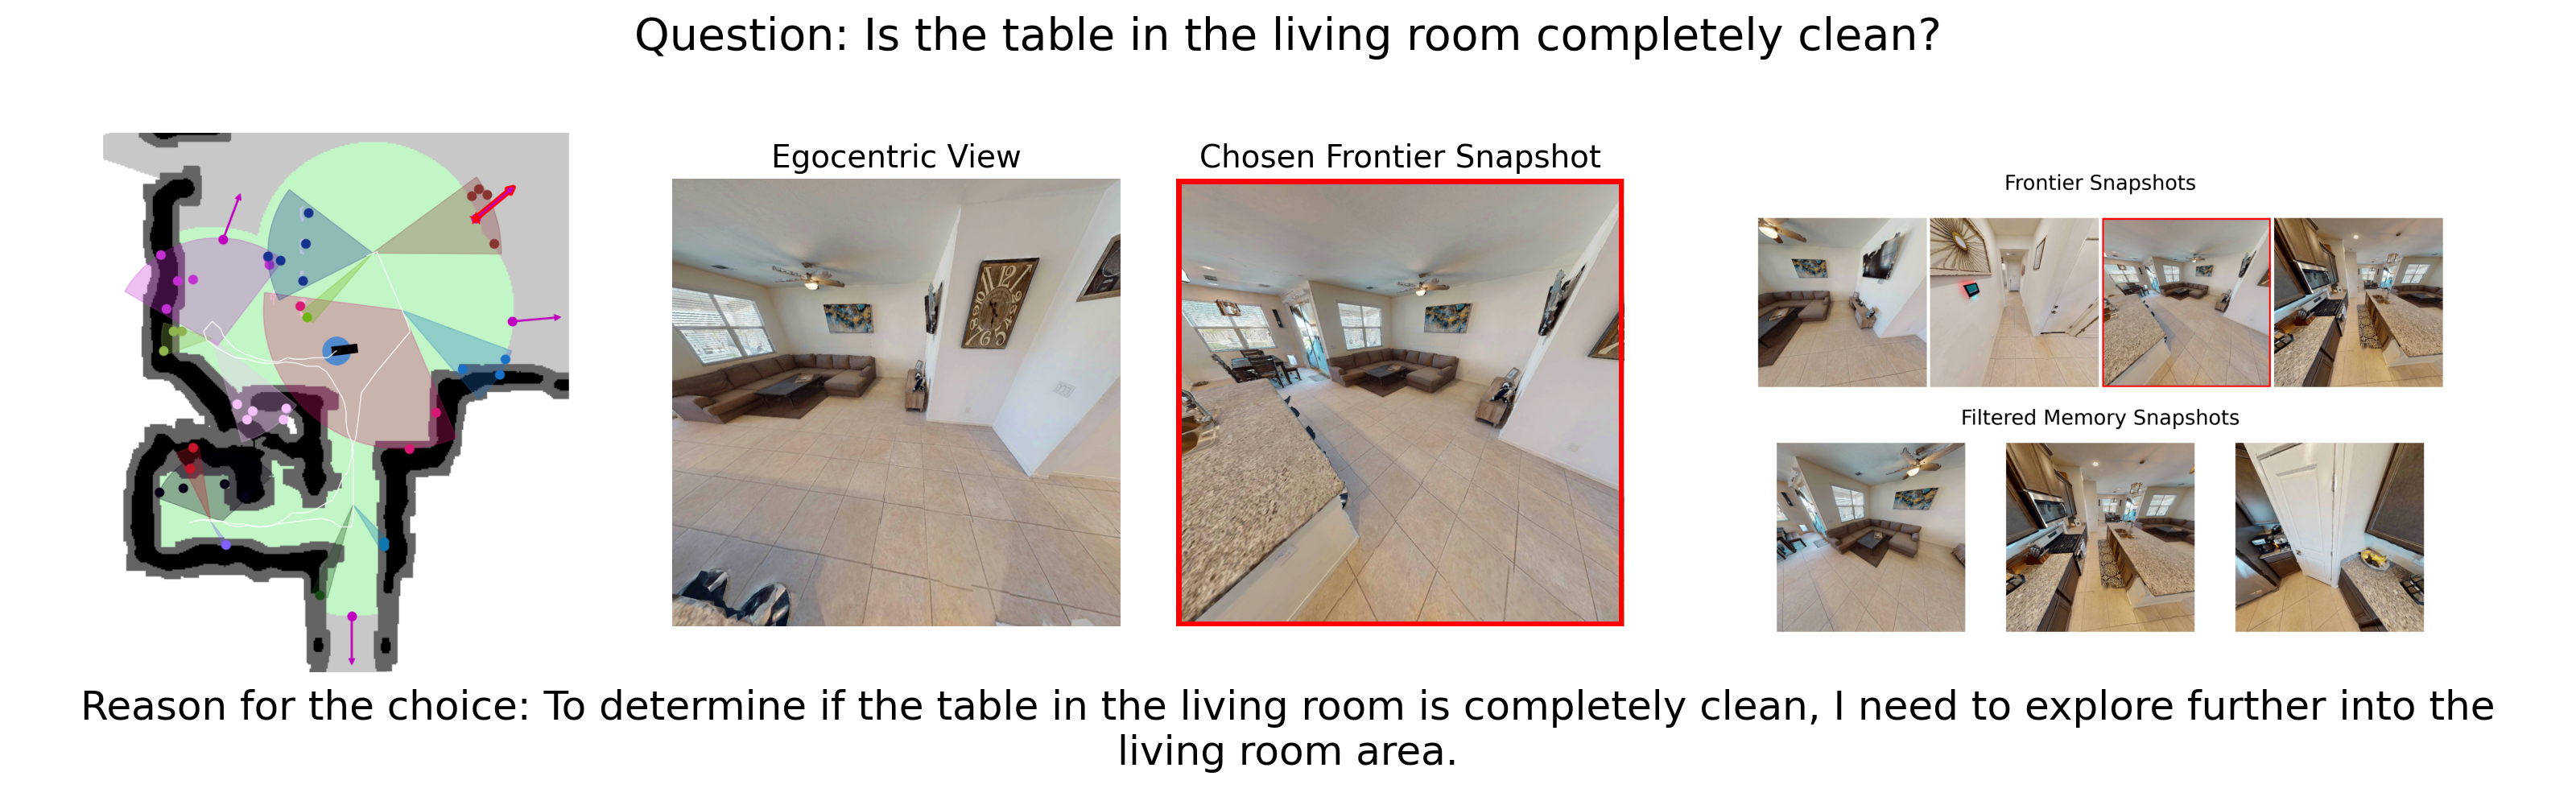 Question: Is the table in the living room completely clean?
Egocentric View
Chosen Frontier Snapshot
Frontier Snapshots
Filtered Memory Snapshots
Reason for the choice: To determine if the table in the living room is completely clean, I need to explore further into the
living room area.